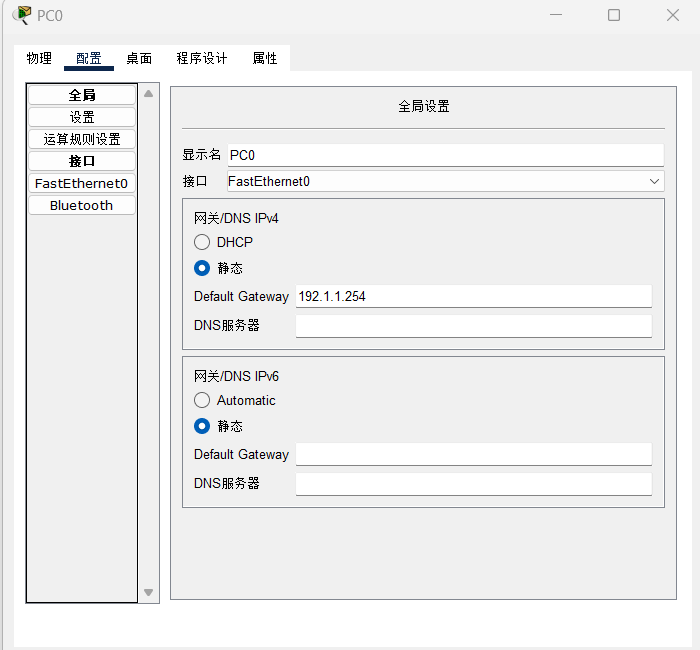 PC0
物理 配置 桌面 程序设计 属性
全局
设置
运算规则设置
接口
FastEthernet0
Bluetooth
全局设置
显示名 PC0
接口 FastEthernet0
网关/DNS IPv4
DHCP
静态
Default Gateway 192.1.1.254
DNS服务器
网关/DNS IPv6
Automatic
静态
Default Gateway
DNS服务器